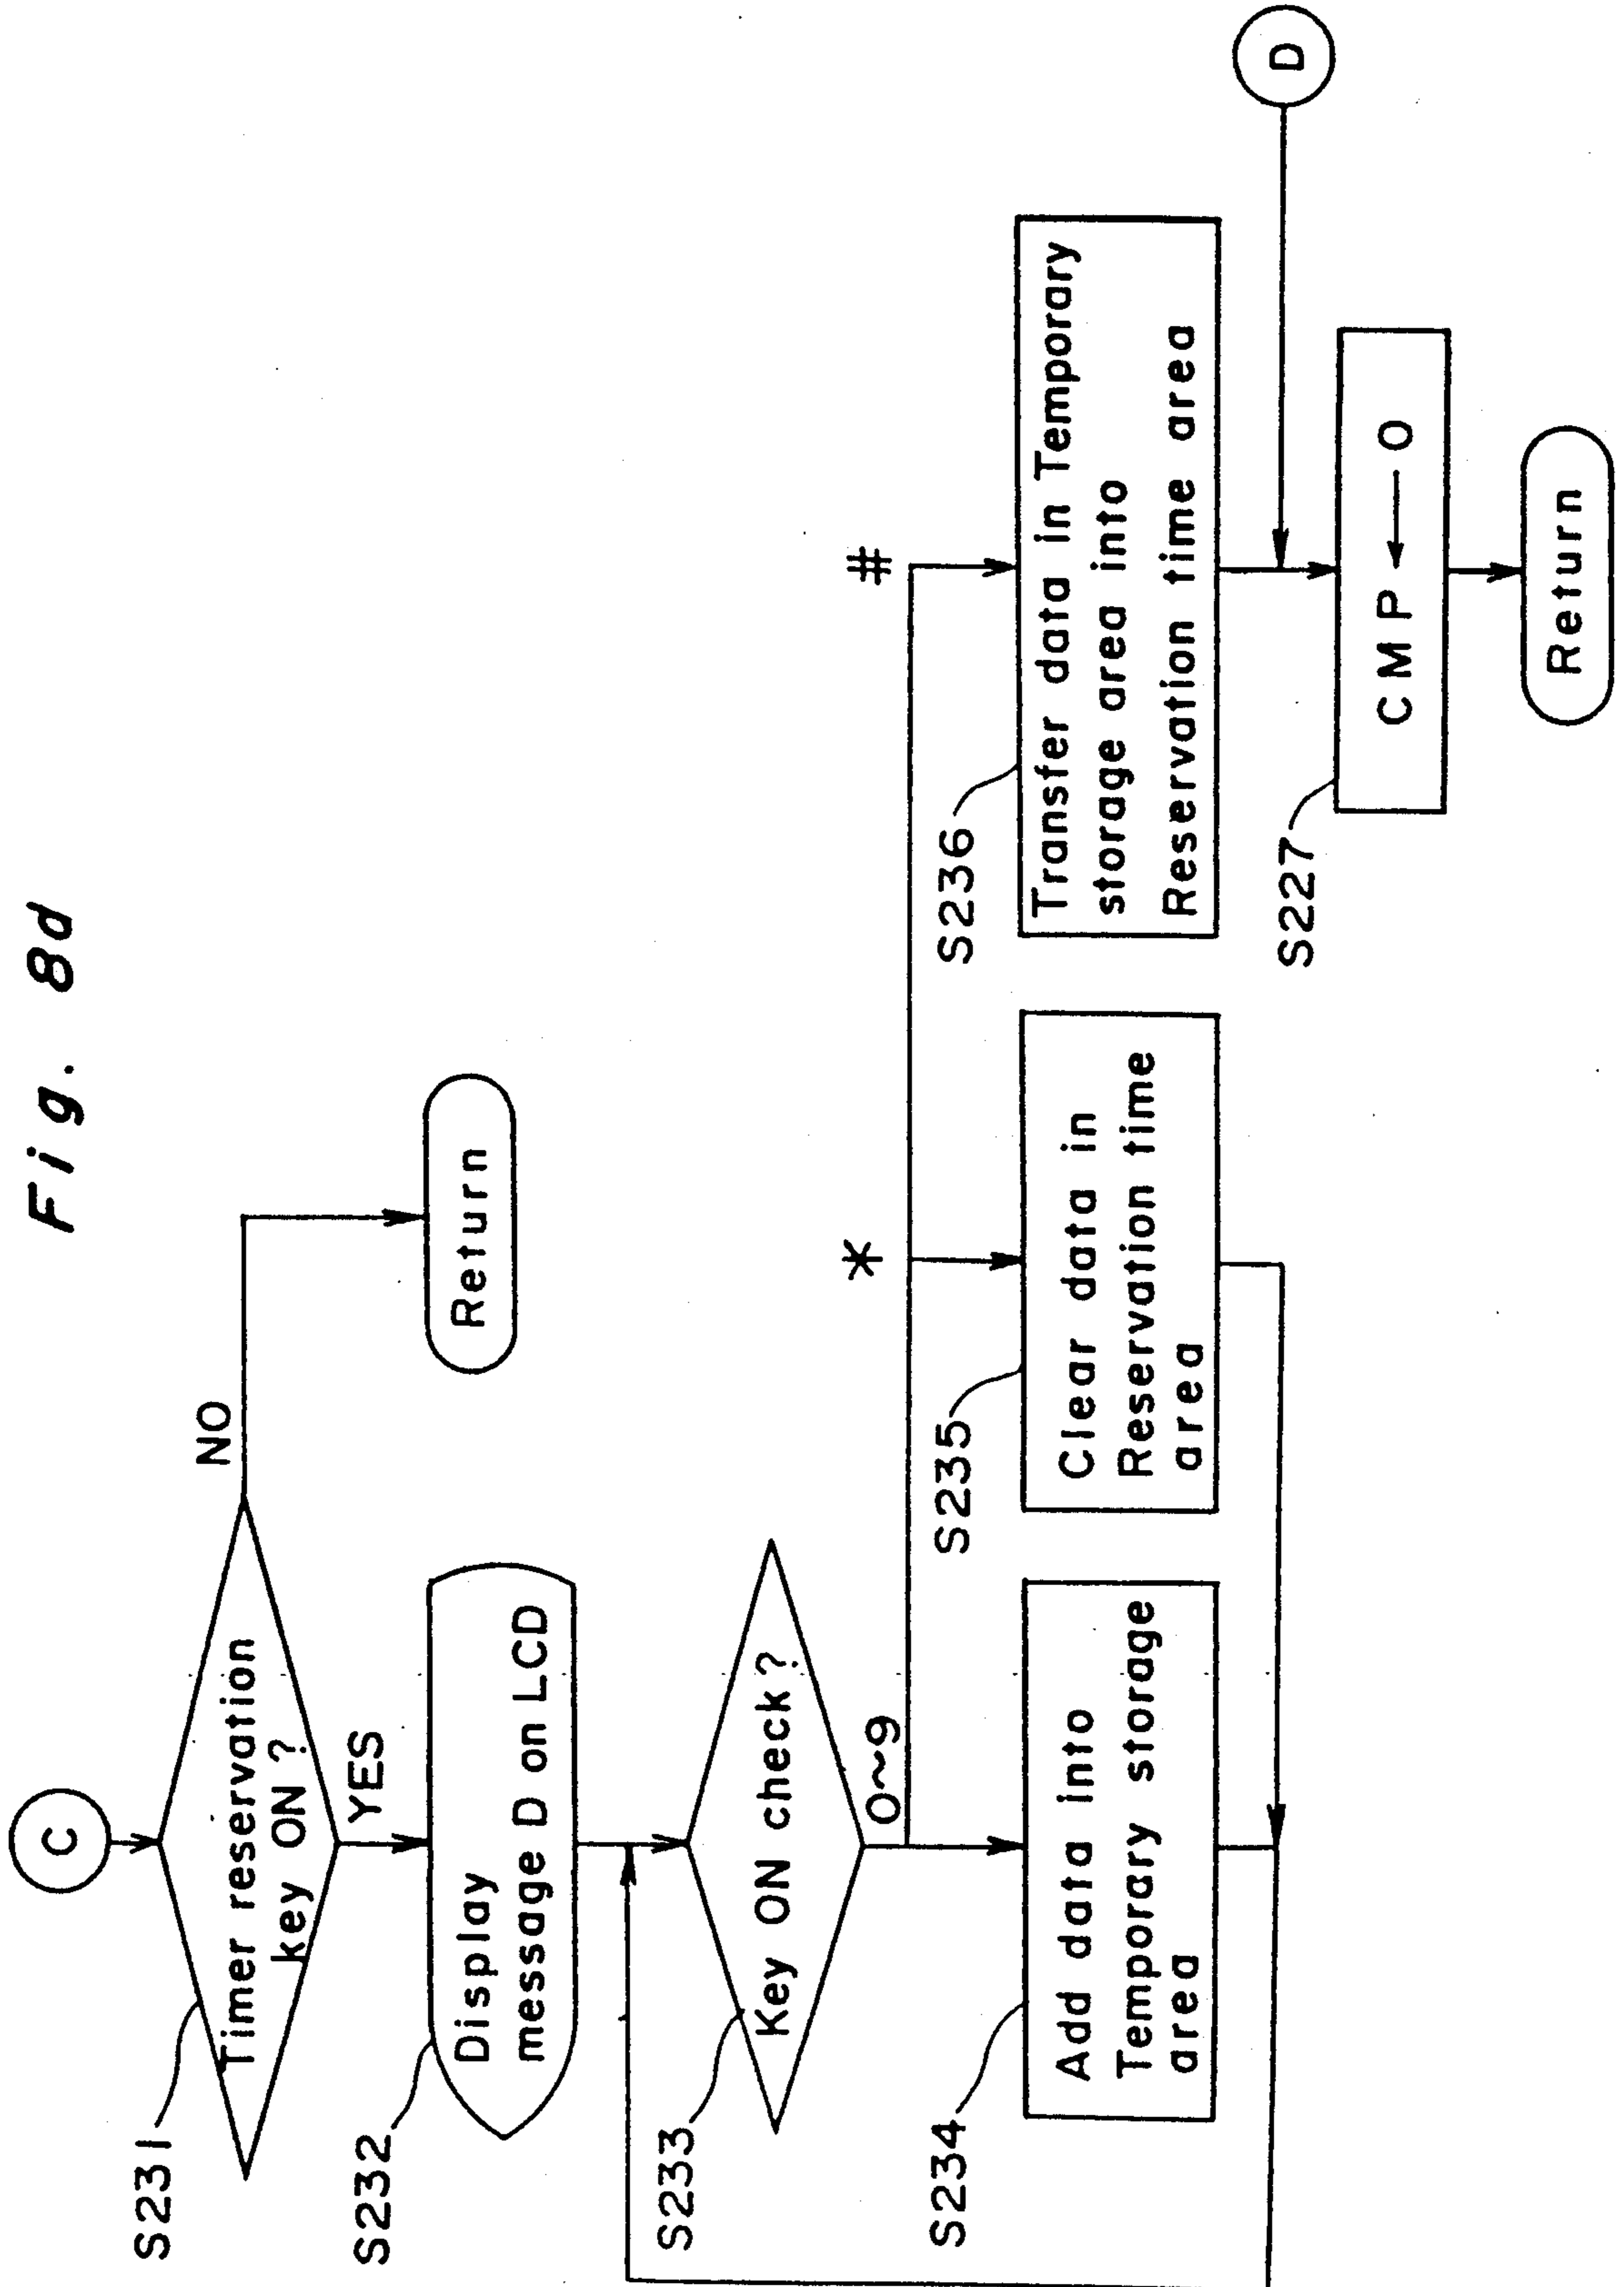 Fig. 8d
C
S231
Timer reservation
key ON?
NO
Return
YES
S232
Display
message D on LCD
S233
Key ON check?
0~9
*
#
S234
Add data into
Temporary storage
area
S235
Clear data in
Reservation time
area
S236
Transfer data in Temporary
storage area into
Reservation time area
D
S227
CMP ← 0
Return